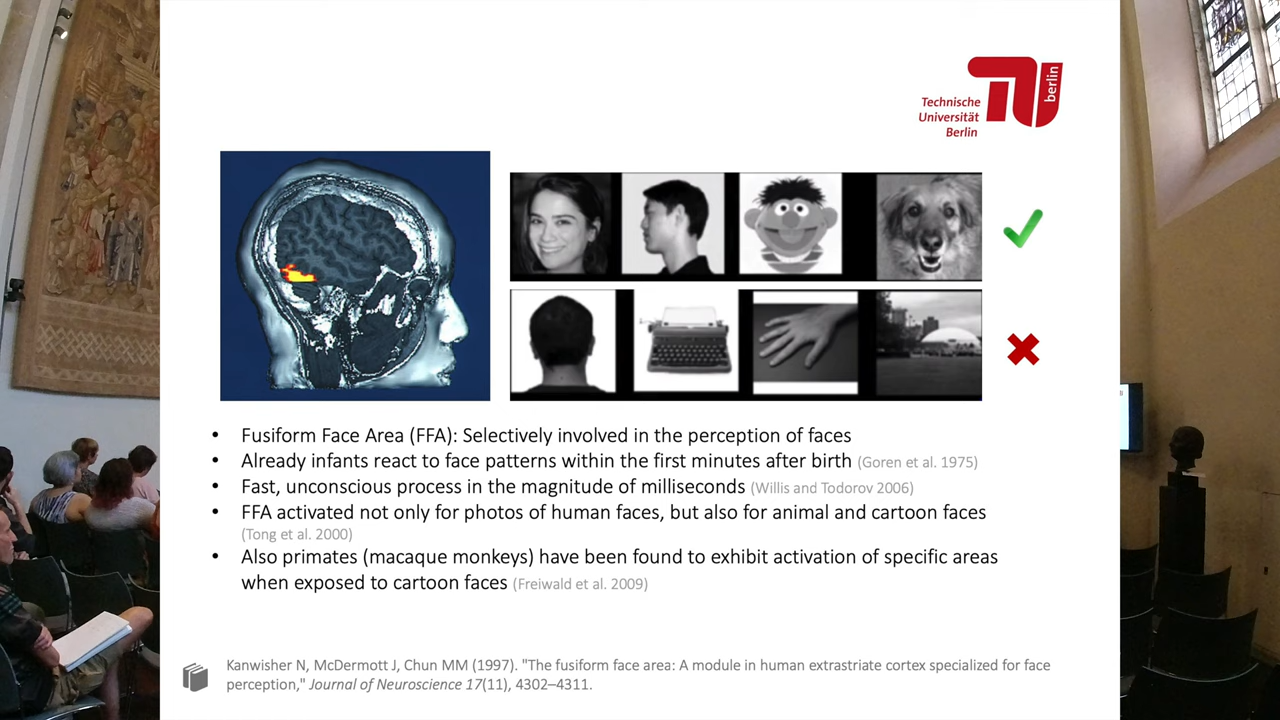 Technische
Universität
Berlin
berlin
• Fusiform Face Area (FFA): Selectively involved in the perception of faces
• Already infants react to face patterns within the first minutes after birth (Goren et al. 1975)
• Fast, unconscious process in the magnitude of milliseconds (Willis and Todorov 2006)
• FFA activated not only for photos of human faces, but also for animal and cartoon faces
(Tong et al. 2000)
• Also primates (macaque monkeys) have been found to exhibit activation of specific areas
when exposed to cartoon faces (Freiwald et al. 2009)
Kanwisher N, McDermott J, Chun MM (1997). "The fusiform face area: A module in human extrastriate cortex specialized for face
perception," Journal of Neuroscience 17(11), 4302–4311.